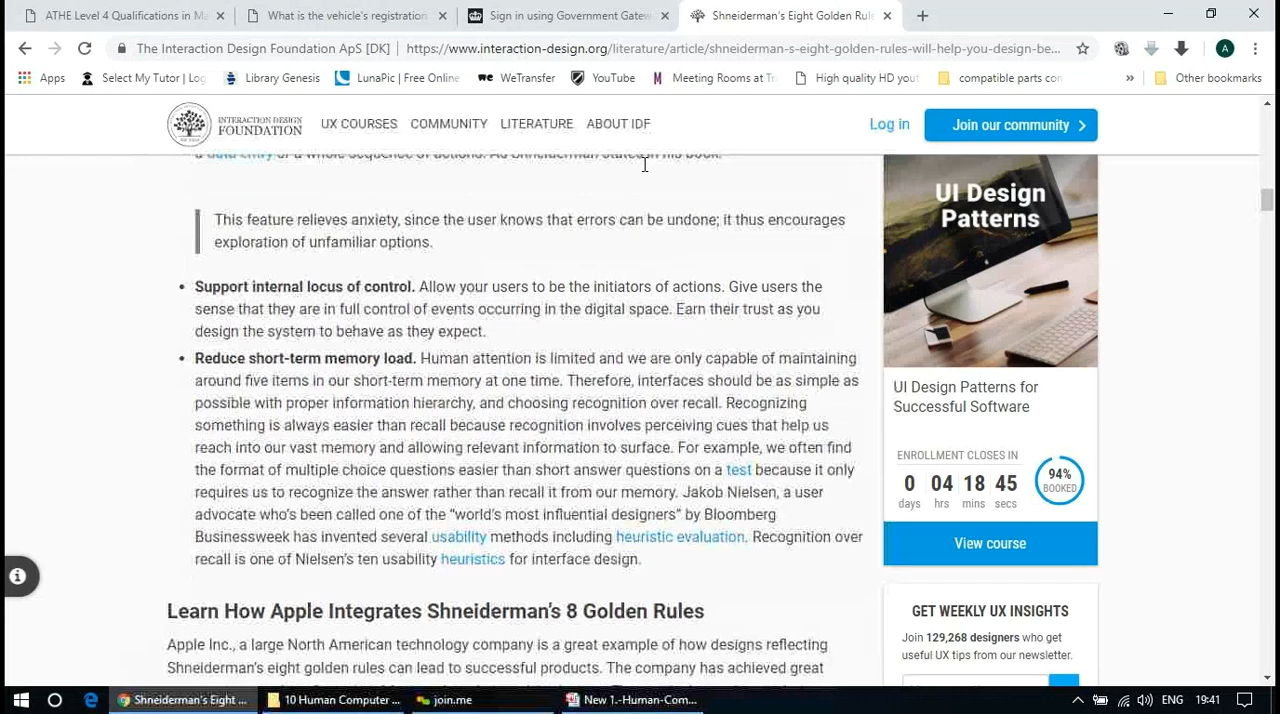 ATHE Level 4 Qualifications in Ma
What is the vehicle's registration
Sign in using Government Gatew
Shneiderman's Eight Golden Rule
The Interaction Design Foundation ApS [DK] | https://www.interaction-design.org/literature/article/shneiderman-s-eight-golden-rules-will-help-you-design-be...
A
Apps
Select My Tutor | Log
Library Genesis
LunaPic | Free Online
WeTransfer
YouTube
Meeting Rooms at Tr
High quality HD yout
compatible parts.com
»
Other bookmarks
INTERACTION DESIGN
FOUNDATION
UX COURSES
COMMUNITY
LITERATURE
ABOUT IDF
Log in
Join our community
a data entry or a whole sequence of actions. As Shneiderman states in his book:
This feature relieves anxiety, since the user knows that errors can be undone; it thus encourages
exploration of unfamiliar options.
• Support internal locus of control. Allow your users to be the initiators of actions. Give users the
sense that they are in full control of events occurring in the digital space. Earn their trust as you
design the system to behave as they expect.
• Reduce short-term memory load. Human attention is limited and we are only capable of maintaining
around five items in our short-term memory at one time. Therefore, interfaces should be as simple as
possible with proper information hierarchy, and choosing recognition over recall. Recognizing
something is always easier than recall because recognition involves perceiving cues that help us
reach into our vast memory and allowing relevant information to surface. For example, we often find
the format of multiple choice questions easier than short answer questions on a test because it only
requires us to recognize the answer rather than recall it from our memory. Jakob Nielsen, a user
advocate who's been called one of the “world's most influential designers” by Bloomberg
Businessweek has invented several usability methods including heuristic evaluation. Recognition over
recall is one of Nielsen's ten usability heuristics for interface design.
Learn How Apple Integrates Shneiderman's 8 Golden Rules
Apple Inc., a large North American technology company is a great example of how designs reflecting
Shneiderman's eight golden rules can lead to successful products. The company has achieved great
UI Design
Patterns
UI Design Patterns for
Successful Software
ENROLLMENT CLOSES IN
0 04 18 45
days hrs mins secs
94%
BOOKED
View course
GET WEEKLY UX INSIGHTS
Join 129,268 designers who get
useful UX tips from our newsletter.
Shneiderman's Eight ...
10 Human Computer ...
join.me
New 1.-Human-Com...
ENG
19:41